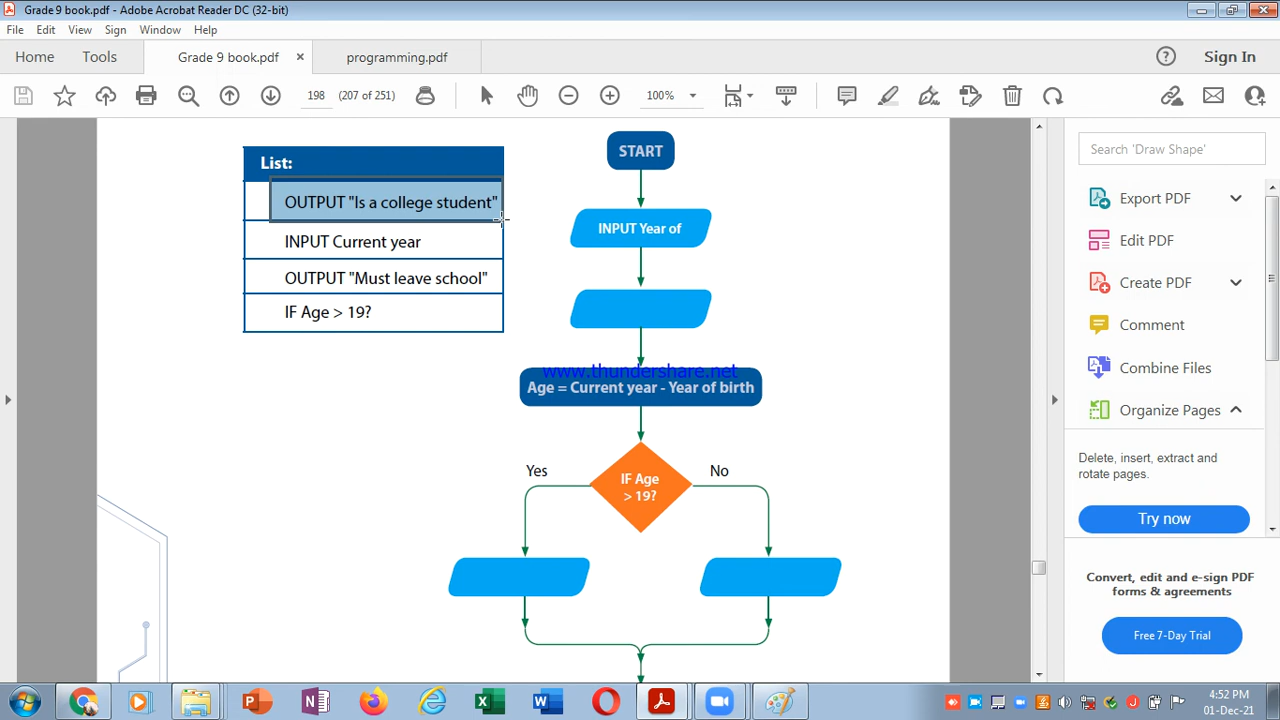 Grade 9 book.pdf - Adobe Acrobat Reader DC (32-bit)
File Edit View Sign Window Help
Home Tools Grade 9 book.pdf × programming.pdf ? Sign In
198 (207 of 251) 100%
List:
OUTPUT "Is a college student"
INPUT Current year
OUTPUT "Must leave school"
IF Age > 19?
START
INPUT Year of
www.thundershare.net
Age = Current year - Year of birth
Yes
IF Age
> 19?
No
Search 'Draw Shape'
Export PDF
Edit PDF
Create PDF
Comment
Combine Files
Organize Pages
Delete, insert, extract and
rotate pages.
Try now
Convert, edit and e-sign PDF
forms & agreements
Free 7-Day Trial
4:52 PM
01-Dec-21